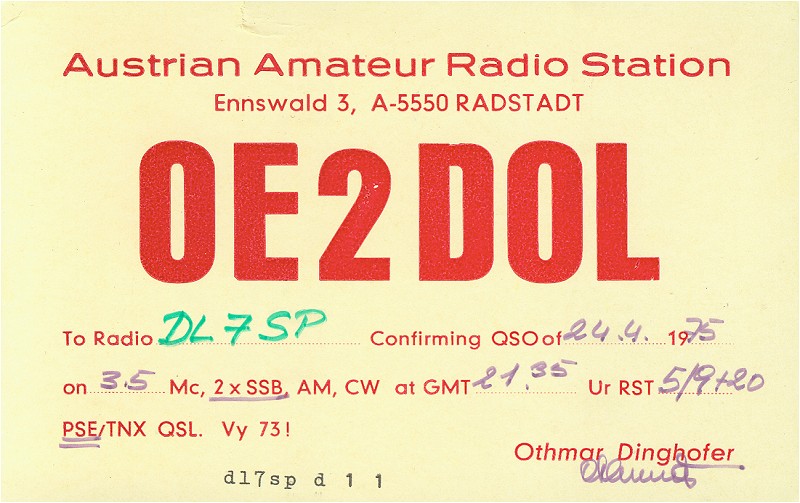 Austrian Amateur Radio Station
Ennswald 3, A-5550 RADSTADT
OE2DOL
To Radio DL7SP Confirming QSO of 24.4. 1975
on 3.5 Mc, 2 x SSB, AM, CW at GMT 21.35 Ur RST 5/9+20
PSE/TNX QSL. Vy 73!
Othmar Dinghofer
dl7sp d 1 1